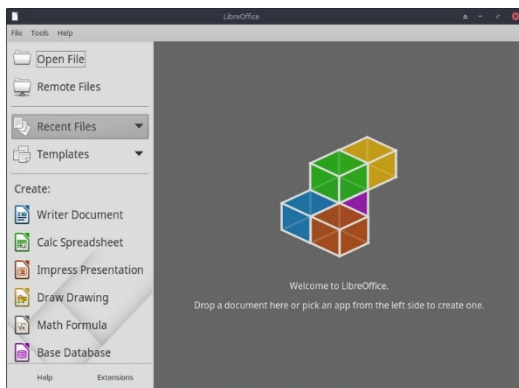 LibreOffice
File Tools Help
Open File
Remote Files
Recent Files
Templates
Create:
Writer Document
Calc Spreadsheet
Impress Presentation
Draw Drawing
Math Formula
Base Database
Help Extensions
Welcome to LibreOffice.
Drop a document here or pick an app from the left side to create one.